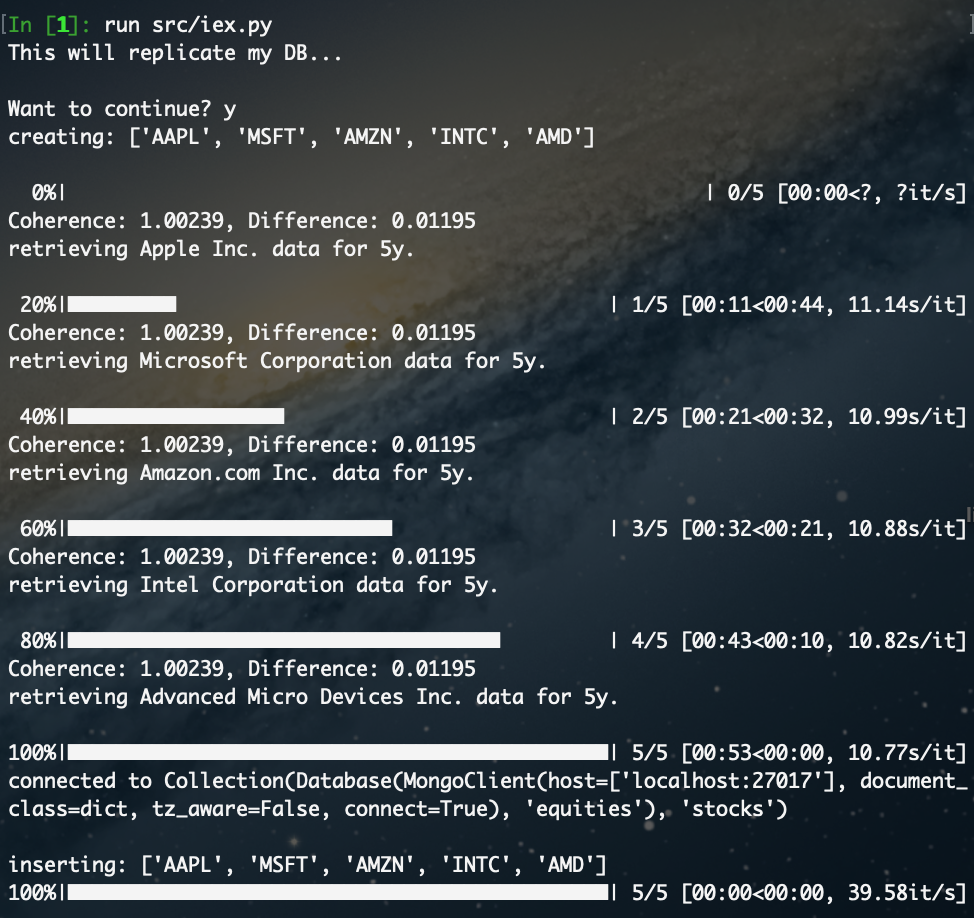 In [1]: run src/iex.py
This will replicate my DB...
Want to continue? y
creating: ['AAPL', 'MSFT', 'AMZN', 'INTC', 'AMD']
0%| | 0/5 [00:00<?, ?it/s]
Coherence: 1.00239, Difference: 0.01195
retrieving Apple Inc. data for 5y.
20%| | 1/5 [00:11<00:44, 11.14s/it]
Coherence: 1.00239, Difference: 0.01195
retrieving Microsoft Corporation data for 5y.
40%| | 2/5 [00:21<00:32, 10.99s/it]
Coherence: 1.00239, Difference: 0.01195
retrieving Amazon.com Inc. data for 5y.
60%| | 3/5 [00:32<00:21, 10.88s/it]
Coherence: 1.00239, Difference: 0.01195
retrieving Intel Corporation data for 5y.
80%| | 4/5 [00:43<00:10, 10.82s/it]
Coherence: 1.00239, Difference: 0.01195
retrieving Advanced Micro Devices Inc. data for 5y.
100%| | 5/5 [00:53<00:00, 10.77s/it]
connected to Collection(Database(MongoClient(host=['localhost:27017'], document_
class=dict, tz_aware=False, connect=True), 'equities'), 'stocks')
inserting: ['AAPL', 'MSFT', 'AMZN', 'INTC', 'AMD']
100%| | 5/5 [00:00<00:00, 39.58it/s]